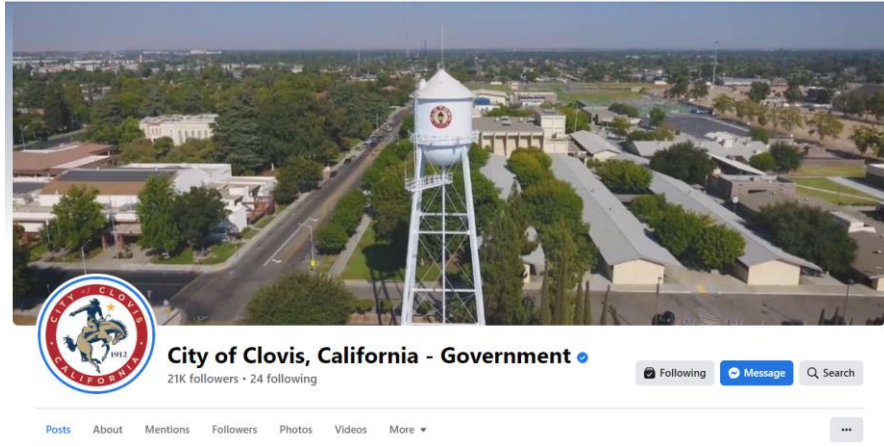 CITY of CLOVIS
1912
CALIFORNIA
City of Clovis, California - Government
21K followers • 24 following
Following
Message
Search
Posts About Mentions Followers Photos Videos More